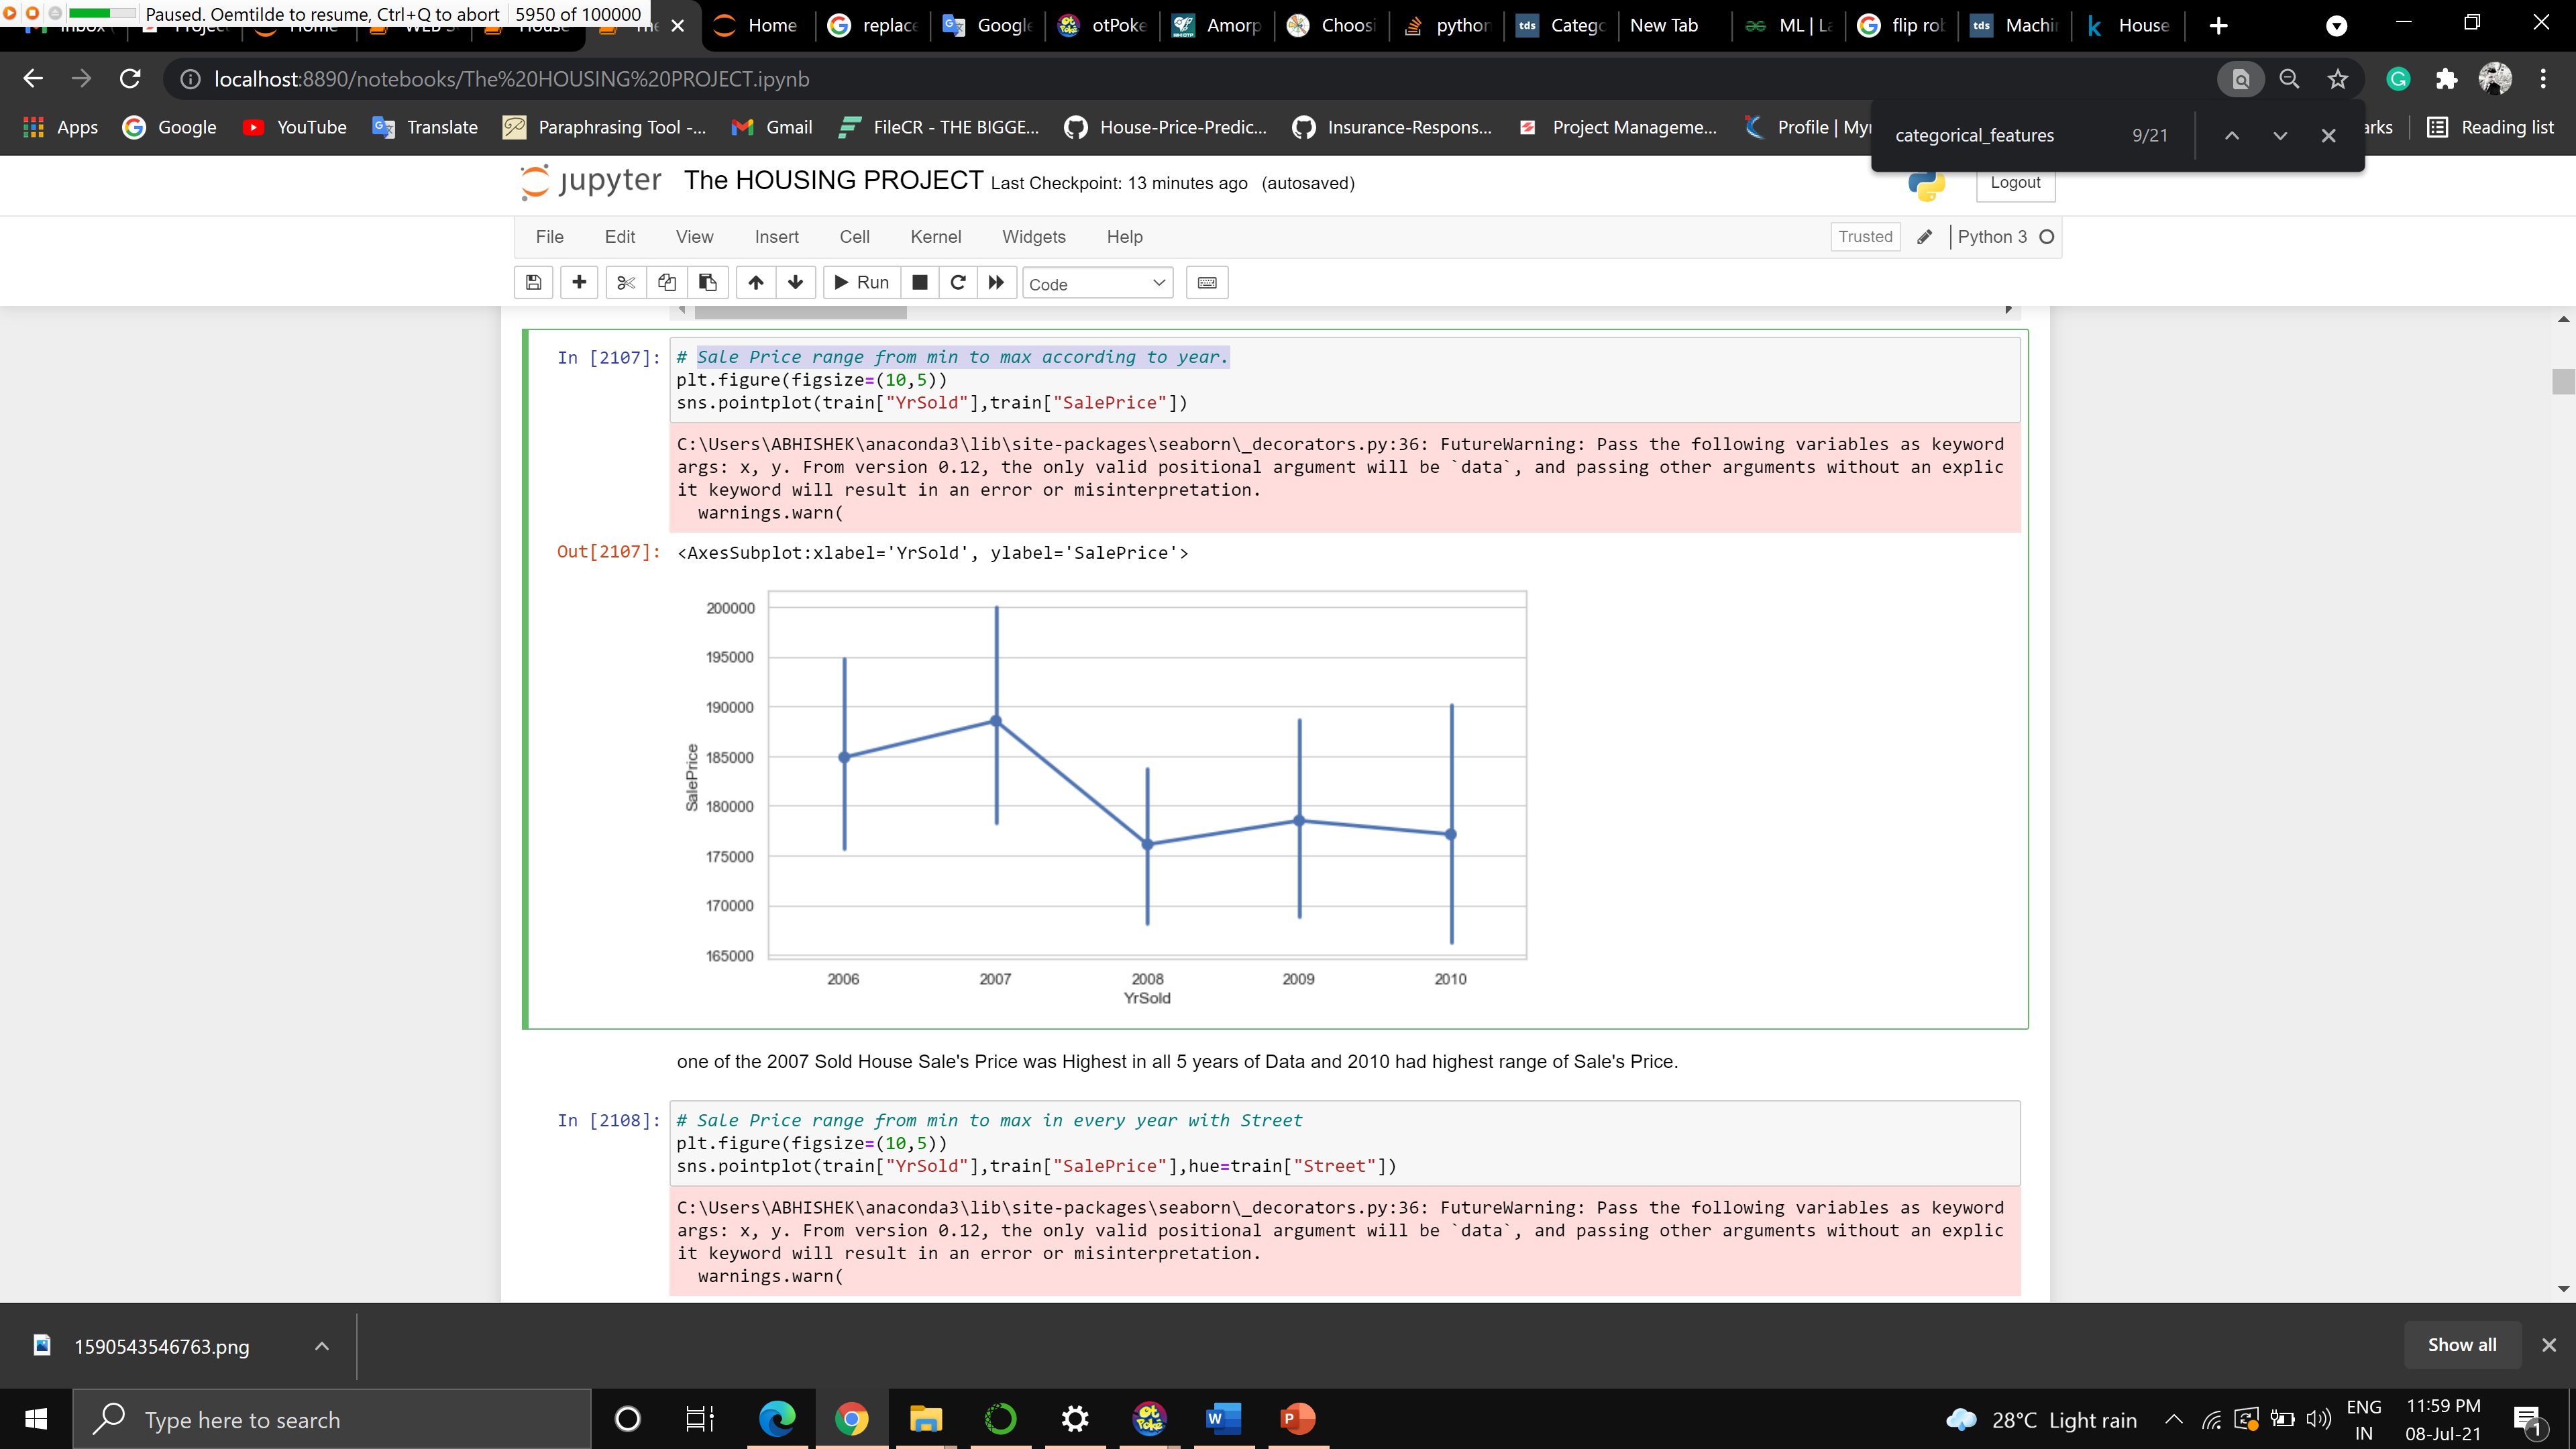 Paused. Oemtilde to resume, Ctrl+Q to abort 5950 of 100000
Home
replace
Google
otPoke
Amorp
Choosi
python
tds Catego
New Tab
ML | La
flip rob
tds Machin
House
localhost:8890/notebooks/The%20HOUSING%20PROJECT.ipynb
Apps Google YouTube Translate Paraphrasing Tool -... Gmail FileCR - THE BIGGE... House-Price-Predic... Insurance-Respons... Project Manageme... Profile | Myn arks Reading list
categorical_features 9/21
jupyter The HOUSING PROJECT Last Checkpoint: 13 minutes ago (autosaved)
Logout
File Edit View Insert Cell Kernel Widgets Help Trusted Python 3
Run Code
In [2107]: # Sale Price range from min to max according to year.
plt.figure(figsize=(10,5))
sns.pointplot(train["YrSold"],train["SalePrice"])
C:\Users\ABHISHEK\anaconda3\lib\site-packages\seaborn\_decorators.py:36: FutureWarning: Pass the following variables as keyword
args: x, y. From version 0.12, the only valid positional argument will be `data`, and passing other arguments without an explic
it keyword will result in an error or misinterpretation.
warnings.warn(
Out[2107]: <AxesSubplot:xlabel='YrSold', ylabel='SalePrice'>
200000
195000
190000
185000
180000
175000
170000
165000
SalePrice
2006 2007 2008 2009 2010
YrSold
one of the 2007 Sold House Sale's Price was Highest in all 5 years of Data and 2010 had highest range of Sale's Price.
In [2108]: # Sale Price range from min to max in every year with Street
plt.figure(figsize=(10,5))
sns.pointplot(train["YrSold"],train["SalePrice"],hue=train["Street"])
C:\Users\ABHISHEK\anaconda3\lib\site-packages\seaborn\_decorators.py:36: FutureWarning: Pass the following variables as keyword
args: x, y. From version 0.12, the only valid positional argument will be `data`, and passing other arguments without an explic
it keyword will result in an error or misinterpretation.
warnings.warn(
1590543546763.png
Show all
Type here to search
28°C Light rain
ENG
IN
11:59 PM
08-Jul-21
1